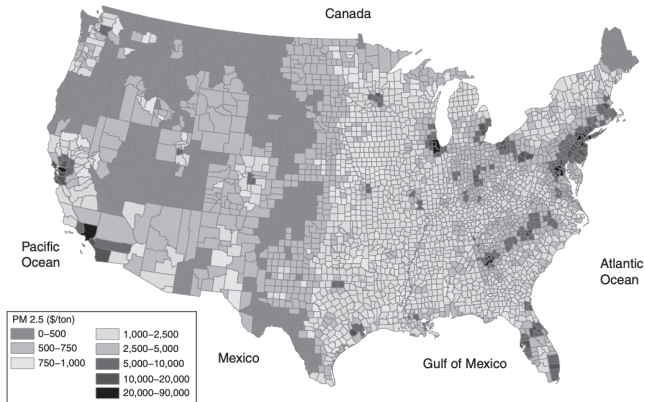 Canada
Pacific
Ocean
Atlantic
Ocean
Mexico
Gulf of Mexico
PM 2.5 ($/ton)
0–500
500–750
750–1,000
1,000–2,500
2,500–5,000
5,000–10,000
10,000–20,000
20,000–90,000